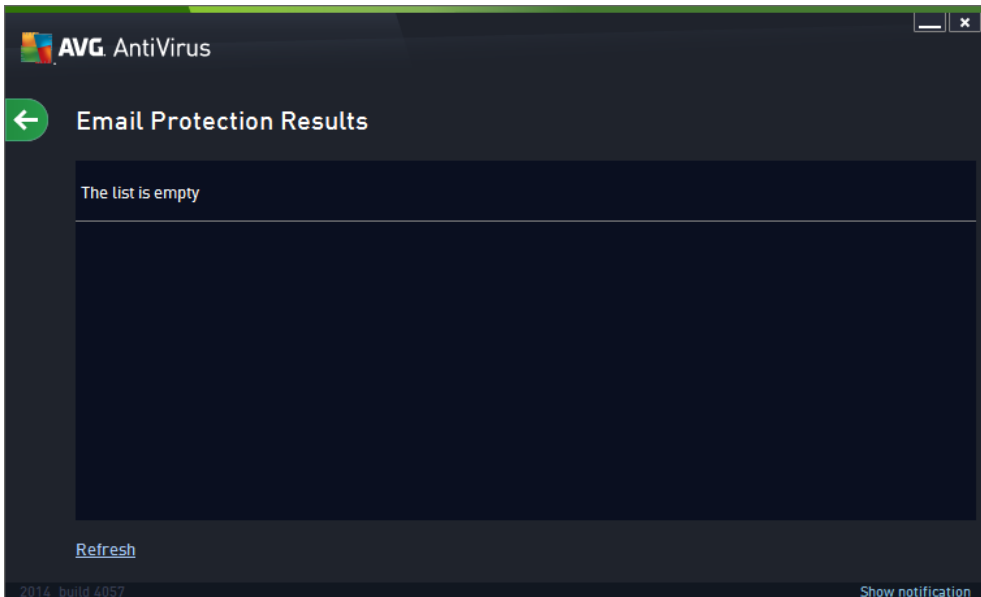 AVG AntiVirus
Email Protection Results
The list is empty
Refresh
2014 build 4057
Show notification